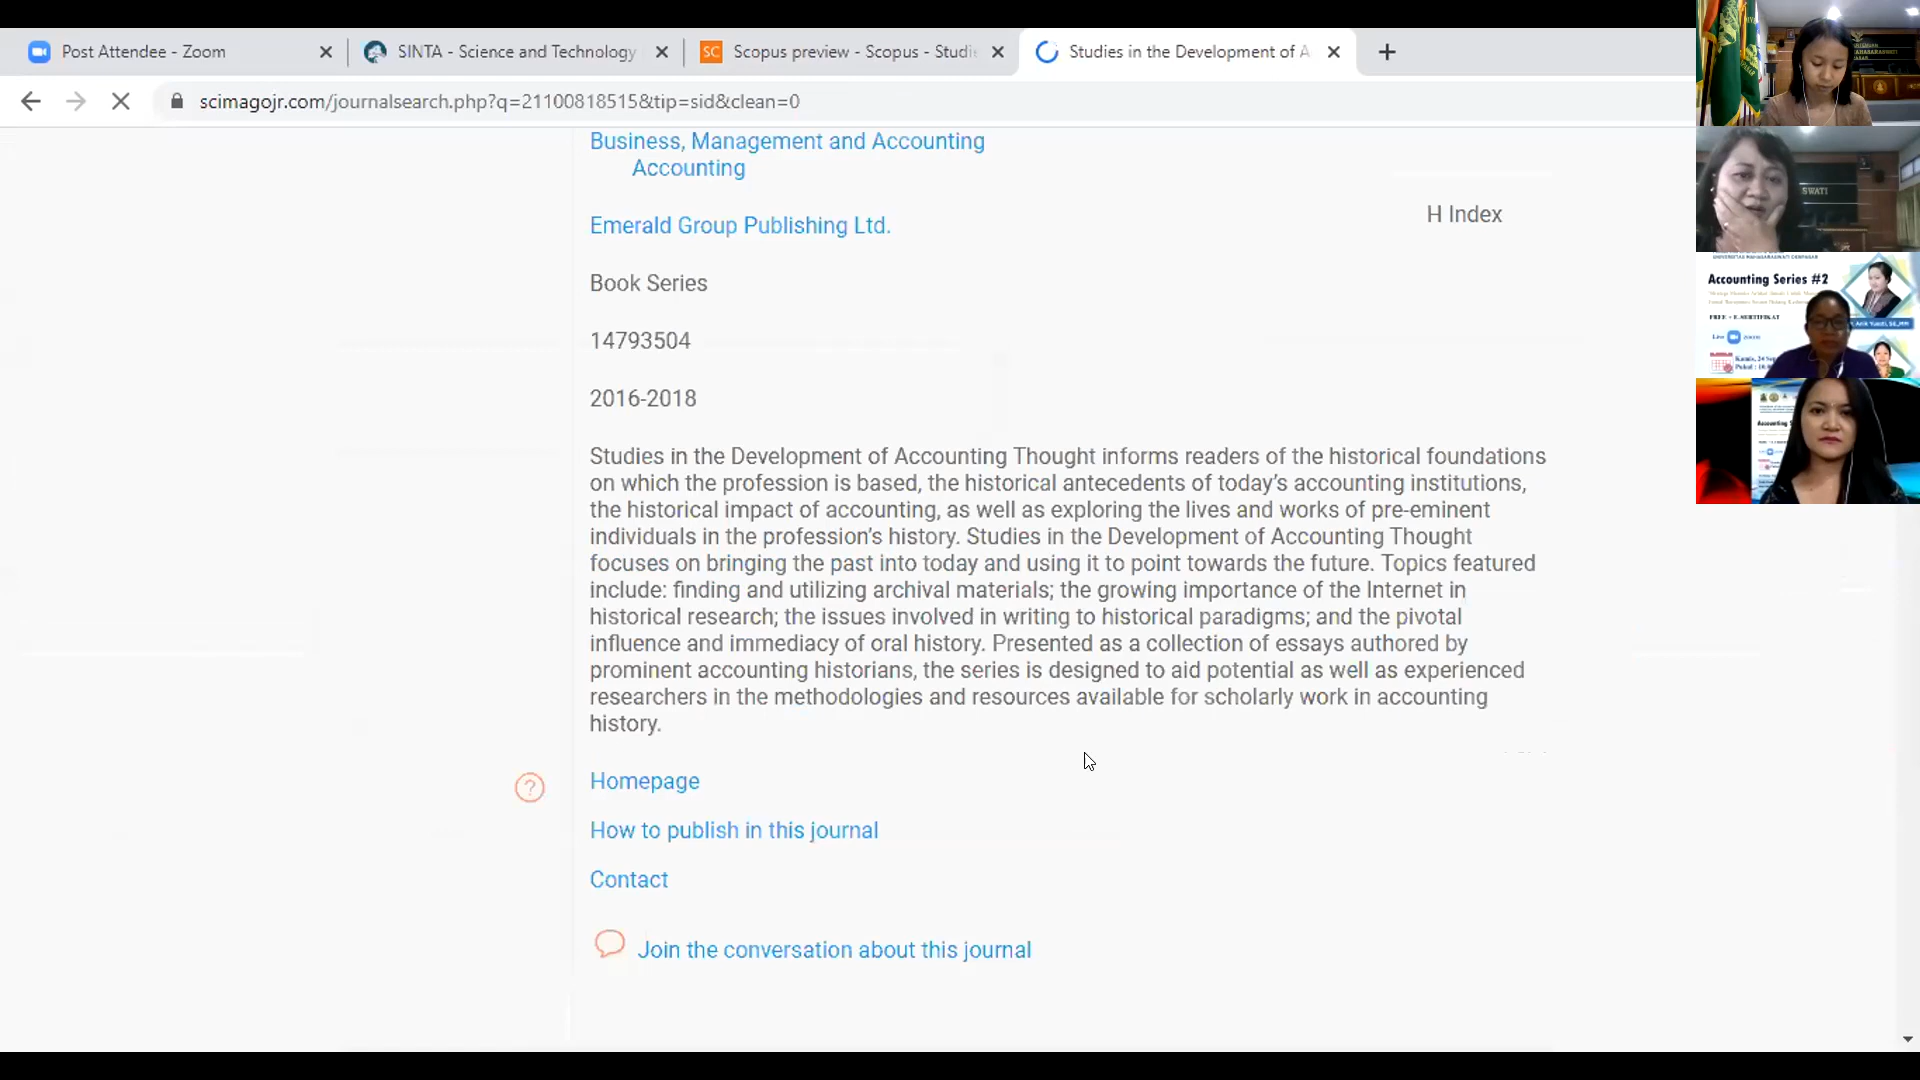 Post Attendee - Zoom
SINTA - Science and Technology
SC Scopus preview - Scopus - Studi
Studies in the Development of A
scimagojr.com/journalsearch.php?q=21100818515&tip=sid&clean=0
Business, Management and Accounting
Accounting
Emerald Group Publishing Ltd.
H Index
Book Series
14793504
2016-2018
Studies in the Development of Accounting Thought informs readers of the historical foundations
on which the profession is based, the historical antecedents of today’s accounting institutions,
the historical impact of accounting, as well as exploring the lives and works of pre-eminent
individuals in the profession’s history. Studies in the Development of Accounting Thought
focuses on bringing the past into today and using it to point towards the future. Topics featured
include: finding and utilizing archival materials; the growing importance of the Internet in
historical research; the issues involved in writing to historical paradigms; and the pivotal
influence and immediacy of oral history. Presented as a collection of essays authored by
prominent accounting historians, the series is designed to aid potential as well as experienced
researchers in the methodologies and resources available for scholarly work in accounting
history.
?
Homepage
How to publish in this journal
Contact
Join the conversation about this journal
SWATI
UNIVERSITAS MAHASARASWATI DENPASAR
Accounting Series #2
FREE + E-SERTIFIKAT
Live zoom